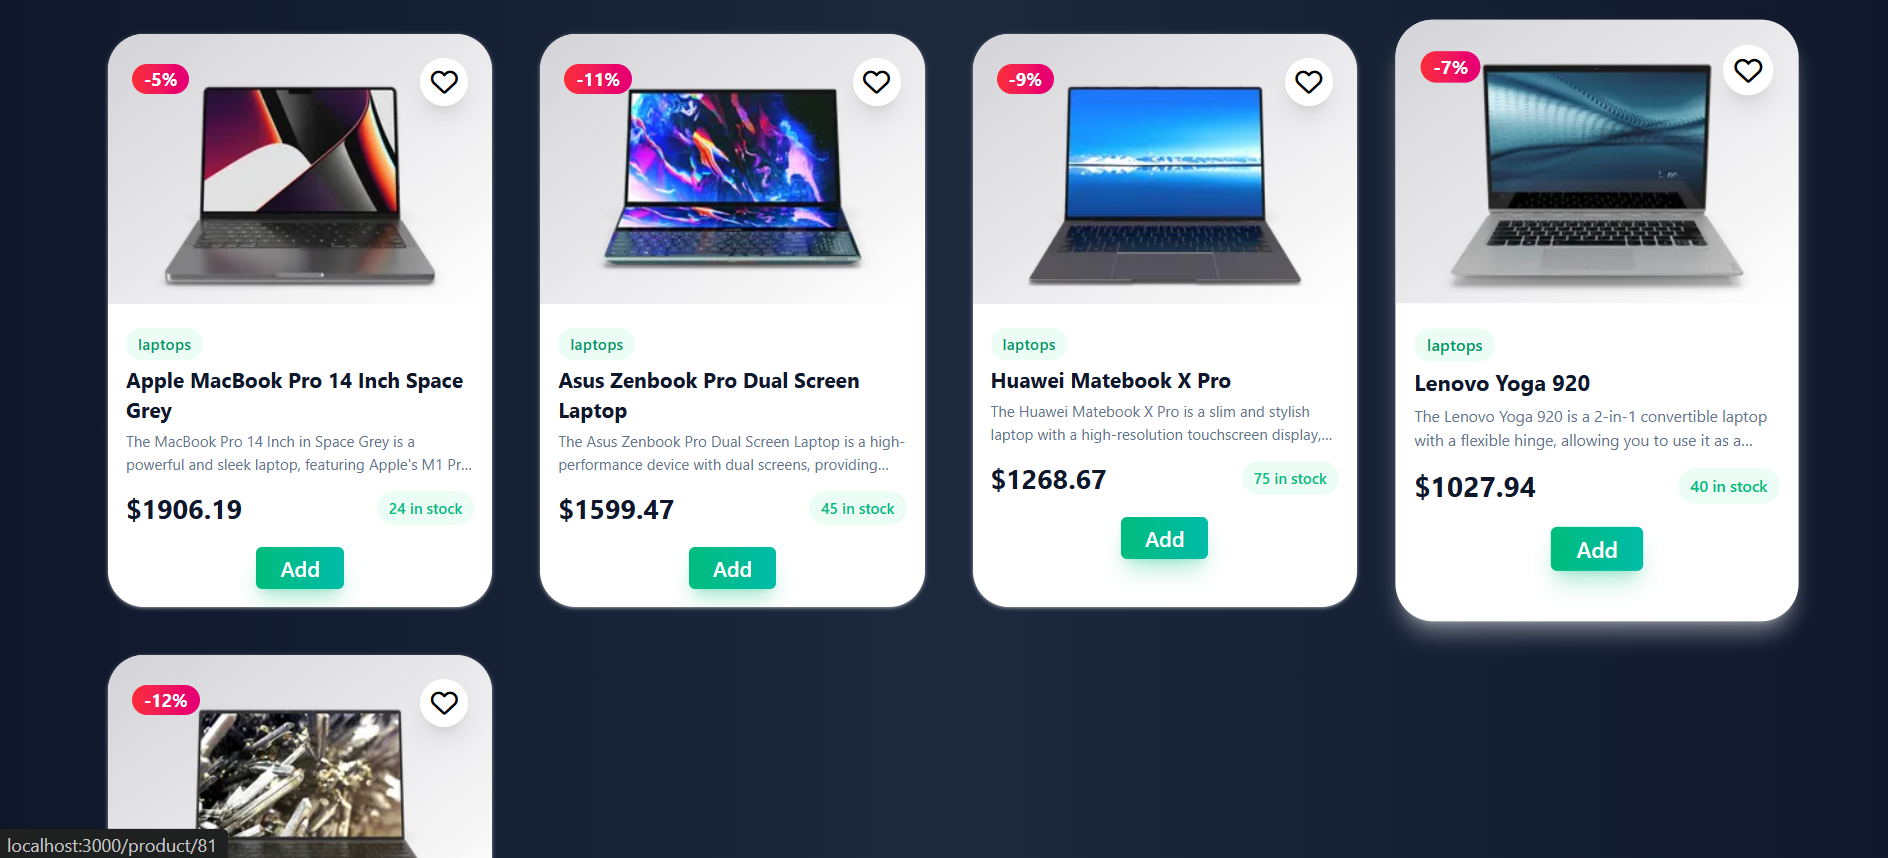 -5%
laptops
Apple MacBook Pro 14 Inch Space
Grey
The MacBook Pro 14 Inch in Space Grey is a
powerful and sleek laptop, featuring Apple's M1 Pr...
$1906.19
24 in stock
Add
-11%
laptops
Asus Zenbook Pro Dual Screen
Laptop
The Asus Zenbook Pro Dual Screen Laptop is a high-
performance device with dual screens, providing...
$1599.47
45 in stock
Add
-9%
laptops
Huawei Matebook X Pro
The Huawei Matebook X Pro is a slim and stylish
laptop with a high-resolution touchscreen display,...
$1268.67
75 in stock
Add
-7%
laptops
Lenovo Yoga 920
The Lenovo Yoga 920 is a 2-in-1 convertible laptop
with a flexible hinge, allowing you to use it as a...
$1027.94
40 in stock
Add
-12%
localhost:3000/product/81